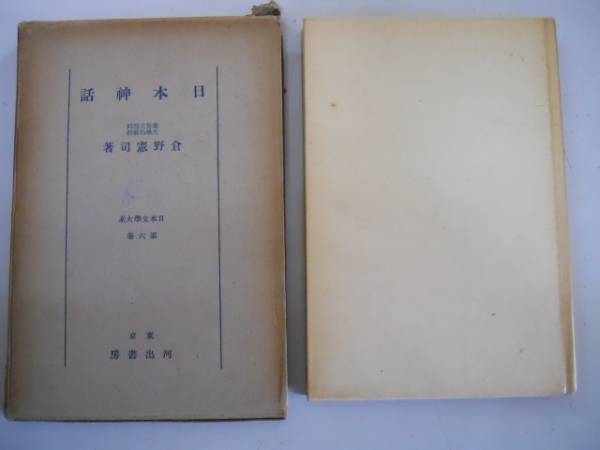 日本神話
倉野憲司著
日本文學大系
第六卷
東京
河出書房